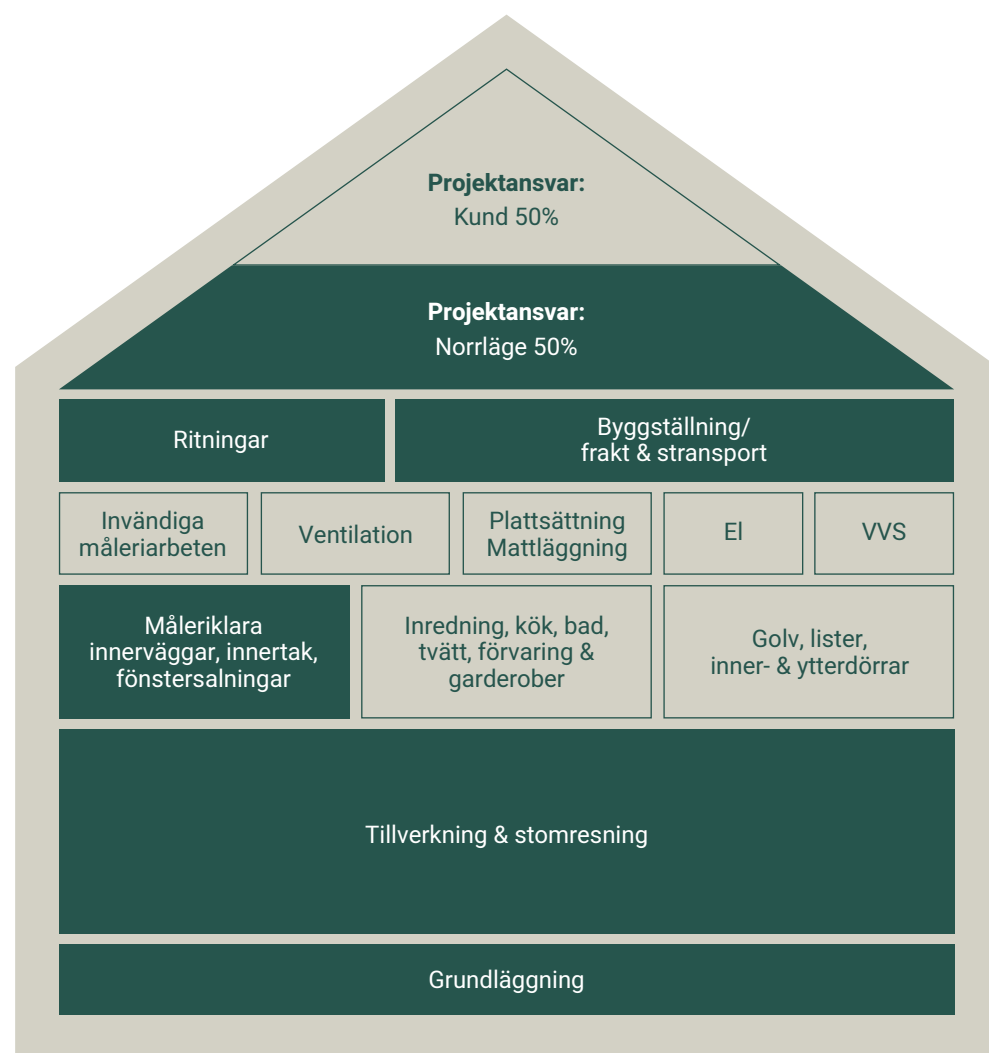 Projektansvar:
Kund 50%
Projektansvar:
Norrläge 50%
Ritningar
Byggställning/
frakt & stransport
Invändiga
måleriarbeten
Ventilation
Plattsättning
Mattläggning
El
VVS
Måleriklara
innerväggar, innertak,
fönstersalningar
Inredning, kök, bad,
tvätt, förvaring &
garderober
Golv, lister,
inner- & ytterdörrar
Tillverkning & stomresning
Grundläggning